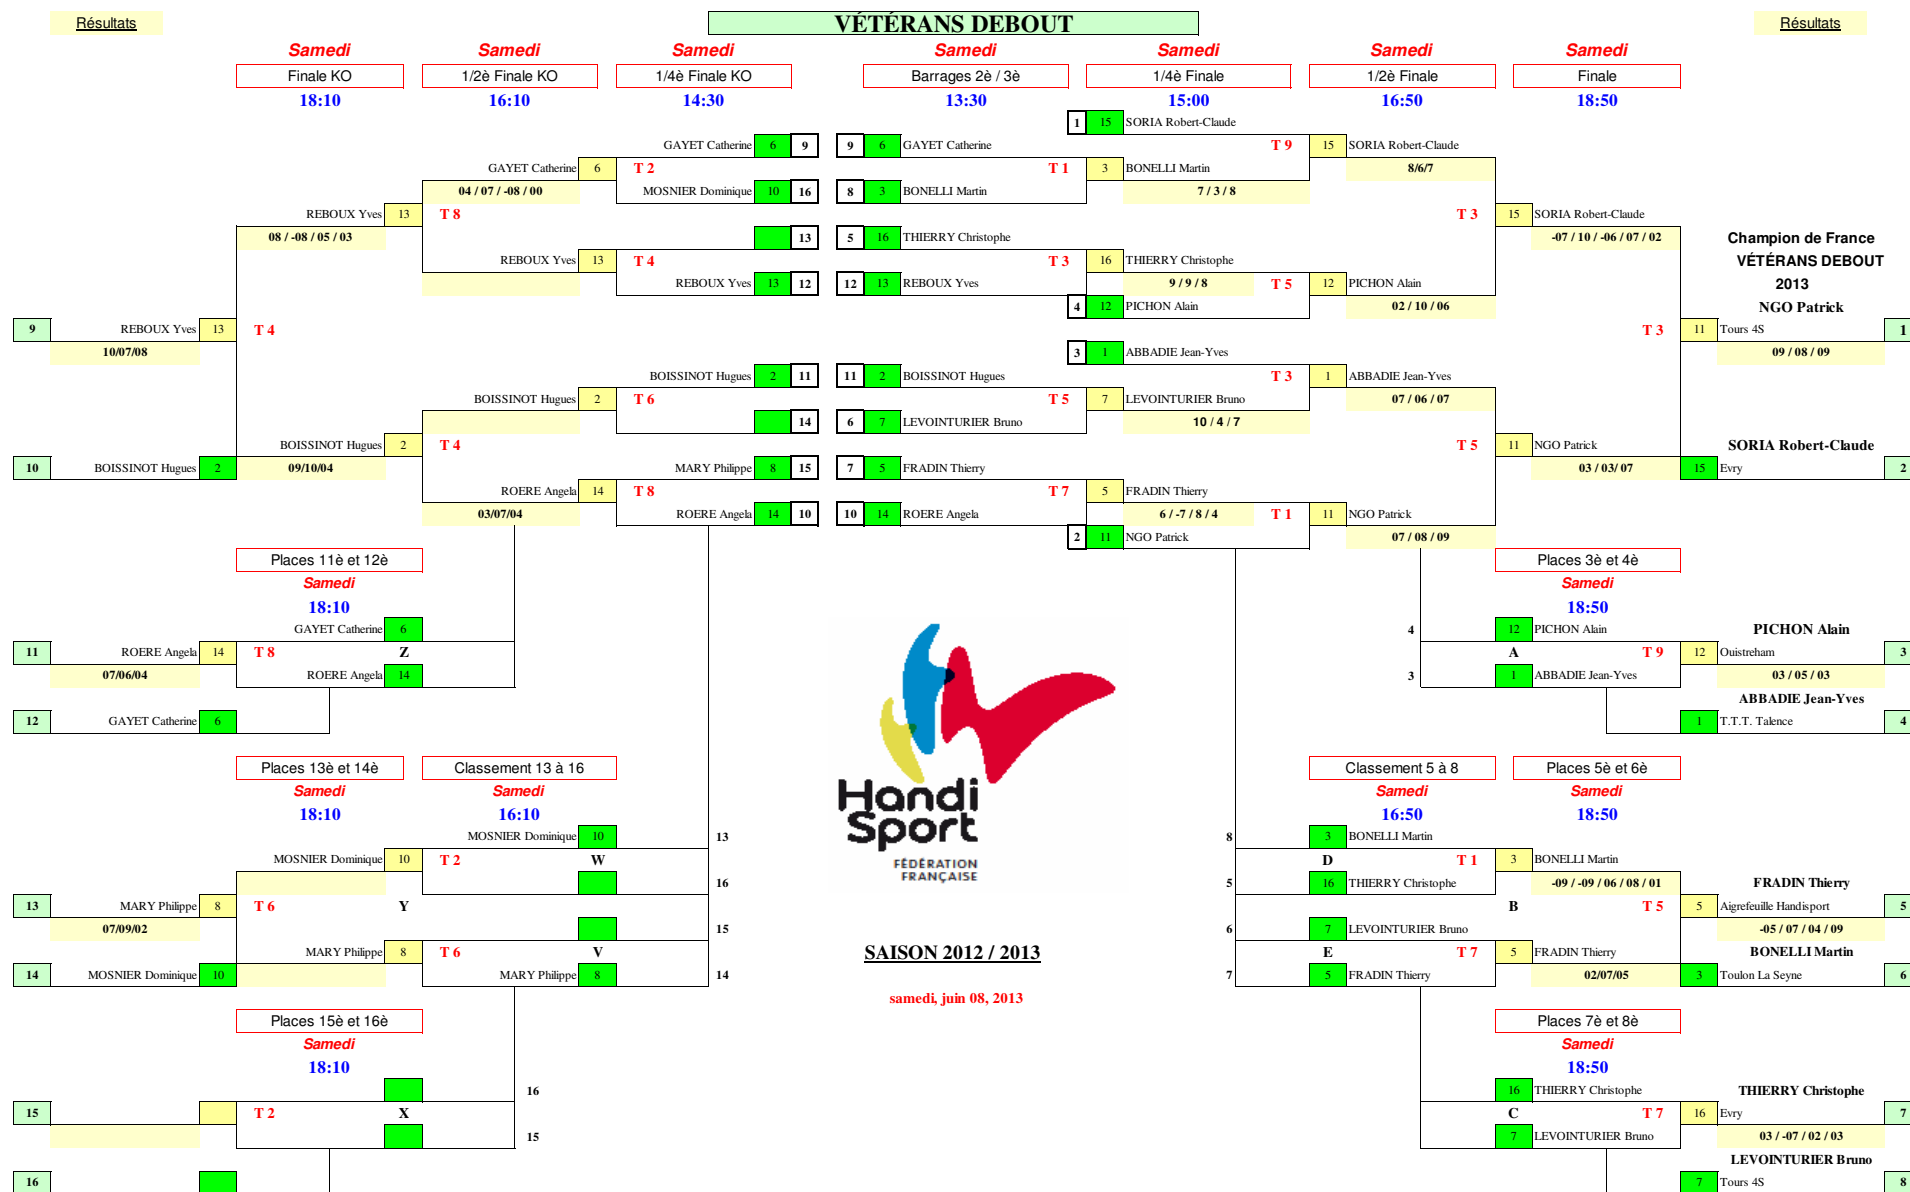 Résultats VÉTÉRANS DEBOUT Résultats
Samedi Samedi Samedi Samedi Samedi Samedi Samedi
Finale KO 1/2è Finale KO 1/4è Finale KO Barrages 2è / 3è 1/4è Finale 1/2è Finale Finale
18:10 16:10 14:30 13:30 15:00 16:50 18:50
1 15 SORIA Robert-Claude
GAYET Catherine 6 9 9 6 GAYET Catherine T 9 15 SORIA Robert-Claude
GAYET Catherine 6 T 2 T 1 3 BONELLI Martin 8/6/7
04 / 07 / -08 / 00 MOSNIER Dominique 10 16 8 3 BONELLI Martin 7 / 3 / 8
REBOUX Yves 13 T 8 T 3 15 SORIA Robert-Claude
08 / -08 / 05 / 03 13 5 16 THIERRY Christophe -07 / 10 / -06 / 07 / 02 Champion de France
REBOUX Yves 13 T 4 T 3 16 THIERRY Christophe VÉTÉRANS DEBOUT
REBOUX Yves 13 12 12 13 REBOUX Yves 9 / 9 / 8 T 5 12 PICHON Alain 2013
4 12 PICHON Alain 02 / 10 / 06 NGO Patrick
9 REBOUX Yves 13 T 4 T 3 11 Tours 4S 1
10/07/08 3 1 ABBADIE Jean-Yves 09 / 08 / 09
BOISSINOT Hugues 2 11 11 2 BOISSINOT Hugues T 3 1 ABBADIE Jean-Yves
BOISSINOT Hugues 2 T 6 T 5 7 LEVOINTURIER Bruno 07 / 06 / 07
14 6 7 LEVOINTURIER Bruno 10 / 4 / 7
BOISSINOT Hugues 2 T 4 T 5 11 NGO Patrick SORIA Robert-Claude
10 BOISSINOT Hugues 2 09/10/04 MARY Philippe 8 15 7 5 FRADIN Thierry 03 / 03/ 07 15 Evry 2
ROERE Angela 14 T 8 T 7 5 FRADIN Thierry
03/07/04 ROERE Angela 14 10 10 14 ROERE Angela 6 / -7 / 8 / 4 T 1 11 NGO Patrick
2 11 NGO Patrick 07 / 08 / 09
Places 11è et 12è Places 3è et 4è
Samedi Samedi
18:10 18:50
GAYET Catherine 6 4 12 PICHON Alain PICHON Alain
11 ROERE Angela 14 T 8 Z A T 9 12 Ouistreham 3
07/06/04 ROERE Angela 14 3 1 ABBADIE Jean-Yves 03 / 05 / 03
ABBADIE Jean-Yves
12 GAYET Catherine 6 1 T.T.T. Talence 4
Places 13è et 14è Classement 13 à 16 Classement 5 à 8 Places 5è et 6è
Samedi Samedi Samedi Samedi
Handi
18:10 16:10 16:50 18:50
Sport
MOSNIER Dominique 10 13 8 3 BONELLI Martin
MOSNIER Dominique 10 T 2 W FÉDÉRATION D T 1 3 BONELLI Martin
16 FRANÇAISE 5 16 THIERRY Christophe -09 / -09 / 06 / 08 / 01 FRADIN Thierry
13 MARY Philippe 8 T 6 Y B T 5 5 Aigrefeuille Handisport 5
07/09/02 15 6 7 LEVOINTURIER Bruno -05 / 07 / 04 / 09
MARY Philippe 8 T 6 V SAISON 2012 / 2013 E T 7 5 FRADIN Thierry BONELLI Martin
14 MOSNIER Dominique 10 MARY Philippe 8 14 7 5 FRADIN Thierry 02/07/05 3 Toulon La Seyne 6
samedi, juin 08, 2013
Places 15è et 16è Places 7è et 8è
Samedi Samedi
18:10 18:50
16 16 THIERRY Christophe THIERRY Christophe
15 T 2 X C T 7 16 Evry 7
15 7 LEVOINTURIER Bruno 03 / -07 / 02 / 03
LEVOINTURIER Bruno
16 7 Tours 4S 8